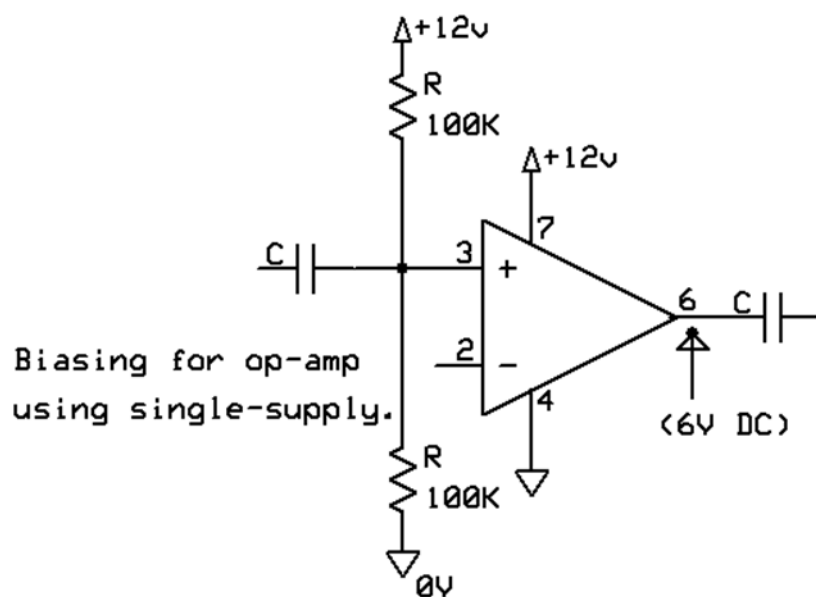 +12v
R
100K
+12v
7
C
3
+
6
C
2
-
Biasing for op-amp
using single-supply.
4
(6V DC)
R
100K
0V